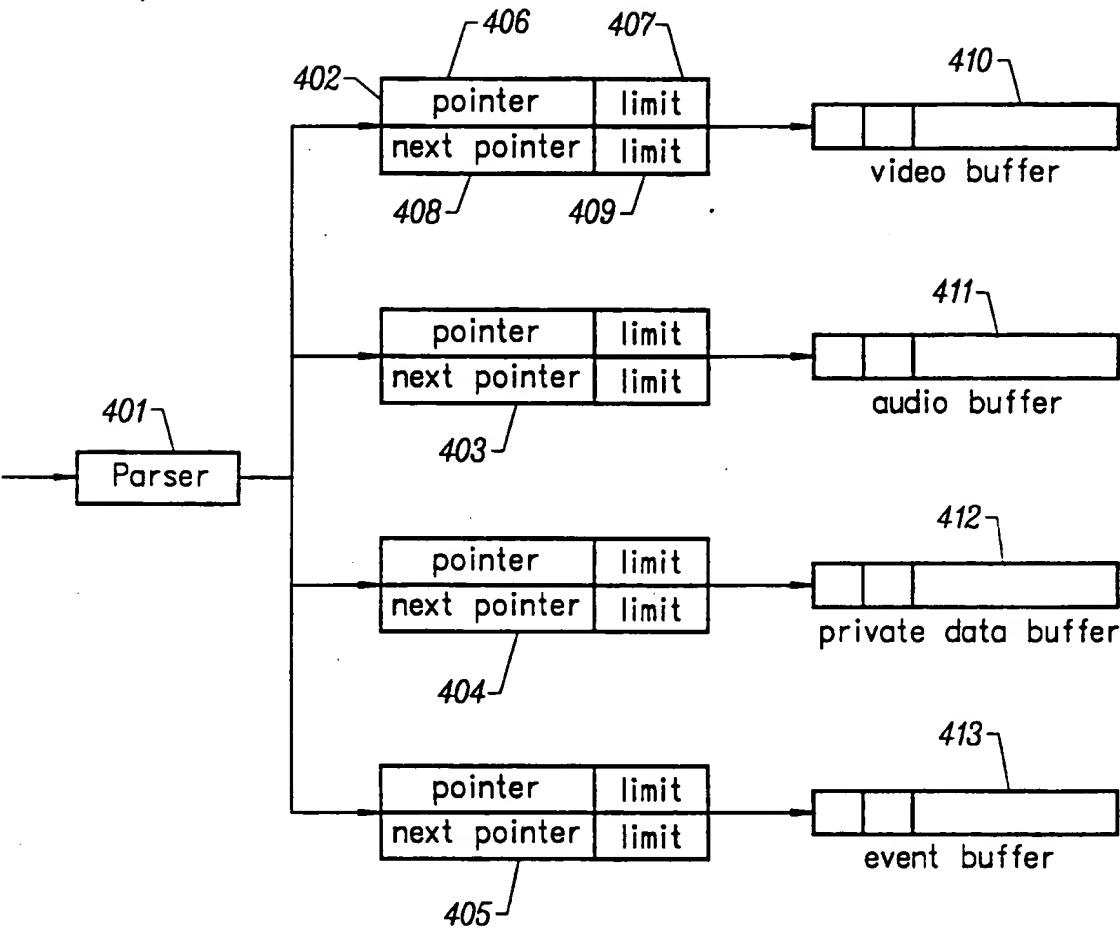 406
407
402
pointer limit
next pointer limit
408
409
410
video buffer
pointer limit
next pointer limit
403
411
audio buffer
401
Parser
pointer limit
next pointer limit
404
412
private data buffer
pointer limit
next pointer limit
405
413
event buffer